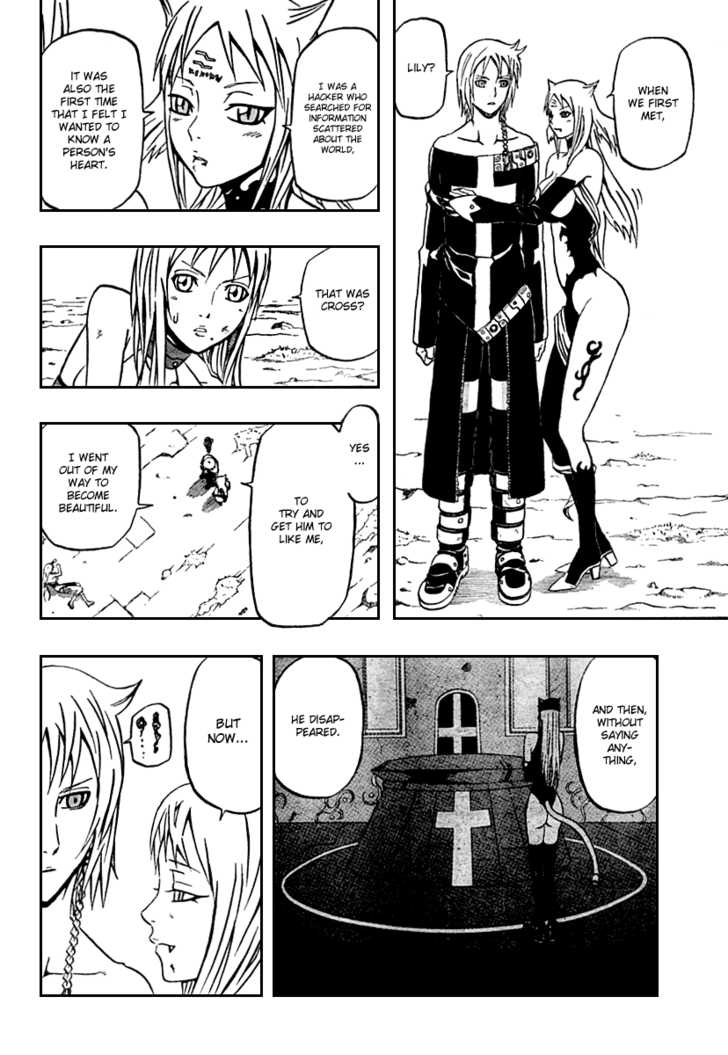 WHEN
WE FIRST
MET,
LILY?
I WAS A
HACKER WHO
SEARCHED FOR
INFORMATION
SCATTERED
ABOUT THE
WORLD,
IT WAS
ALSO THE
FIRST TIME
THAT I FELT I
WANTED TO
KNOW A
PERSON'S
HEART.
THAT WAS
CROSS?
YES
...
TO
TRY AND
GET HIM TO
LIKE ME,
I WENT
OUT OF MY
WAY TO
BECOME
BEAUTIFUL.
AND THEN,
WITHOUT
SAYING
ANY-
THING,
HE DISAP-
PEARED.
BUT
NOW...